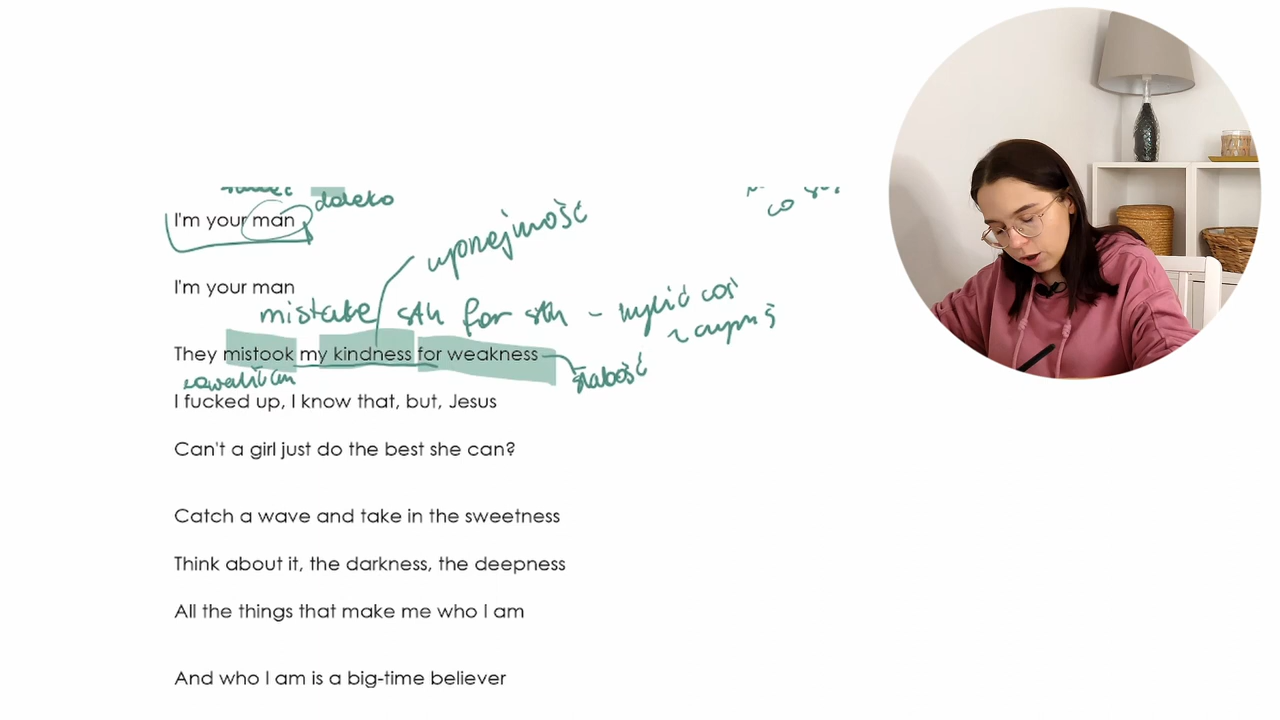 daleko
I'm your man
uprzejmość
I'm your man
mistake sth for sth - mylić coś
z czymś
They mistook my kindness for weakness
słabość
zawaliłam
I fucked up, I know that, but, Jesus
Can't a girl just do the best she can?
Catch a wave and take in the sweetness
Think about it, the darkness, the deepness
All the things that make me who I am
And who I am is a big-time believer